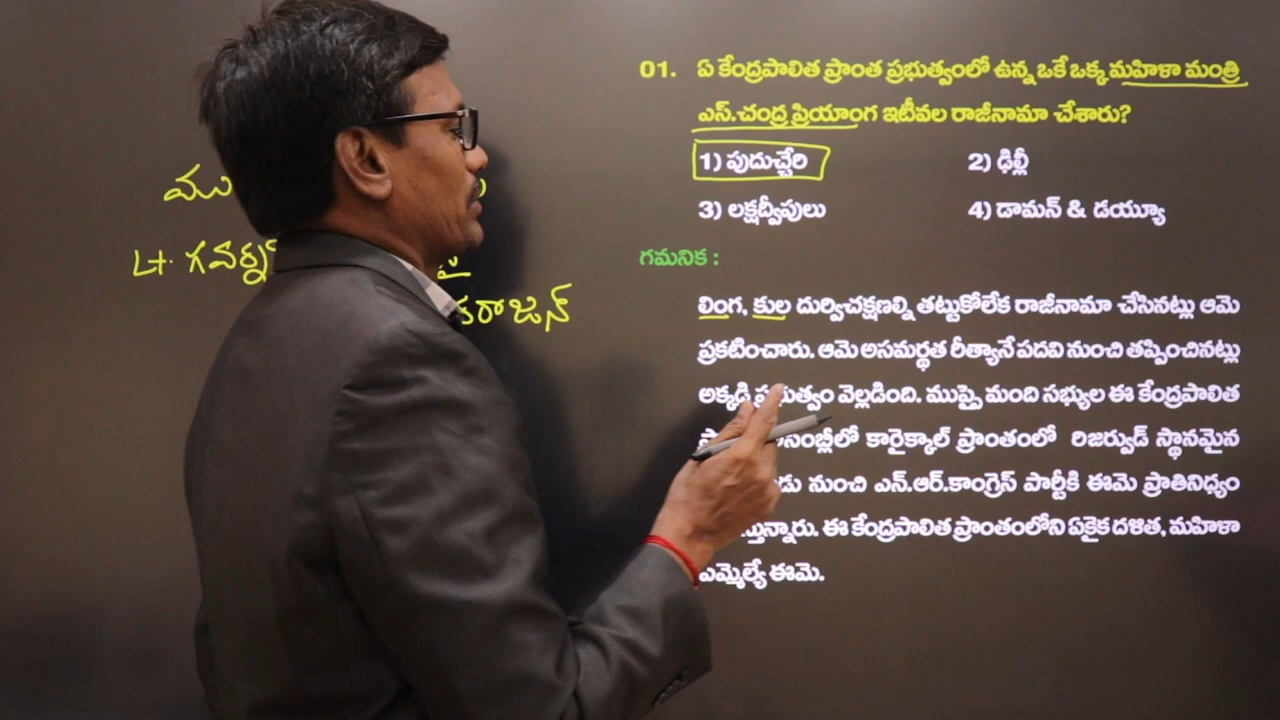 01. ఏ కేంద్రపాలిత ప్రాంత ప్రభుత్వంలో ఉన్న ఒకే ఒక్క మహిళా మంత్రి
ఎస్.చంద్ర ప్రియాంగ ఇటీవల రాజీనామా చేశారు?
1) పుదుచ్చేరి 2) ఢిల్లీ
3) లక్షద్వీపులు 4) డామన్ & డయ్యూ
గమనిక :
లింగ, కుల దుర్విచక్షణల్ని తట్టుకోలేక రాజీనామా చేసినట్లు ఆమె
ప్రకటించారు. ఆమె అసమర్థత రీత్యానే పదవి నుంచి తప్పించినట్లు
అక్కడి ప్రభుత్వం వెల్లడింది. ముప్పై మంది సభ్యుల ఈ కేంద్రపాలిత
కారైక్కాల్ ప్రాంతంలో రిజర్వుడ్ స్థానమైన
నుంచి ఎన్.ఆర్.కాంగ్రెస్ పార్టీకి ఈమె ప్రాతినిధ్యం
ఈ కేంద్రపాలిత ప్రాంతంలోని ఏకైక దళిత, మహిళా
ఎమ్మెల్యే ఈమె.
ము
Lt. గవర్న
రాజన్